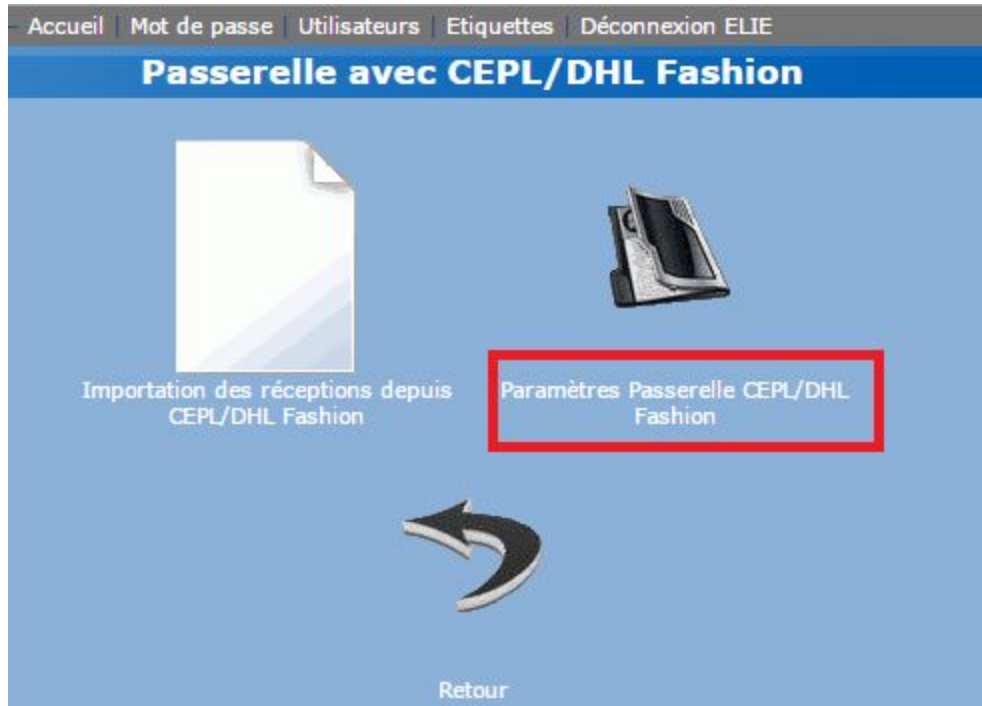 - Accueil | Mot de passe | Utilisateurs | Etiquettes | Déconnexion ELIE
Passerelle avec CEPL/DHL Fashion
Importation des réceptions depuis
CEPL/DHL Fashion
Paramètres Passerelle CEPL/DHL
Fashion
Retour